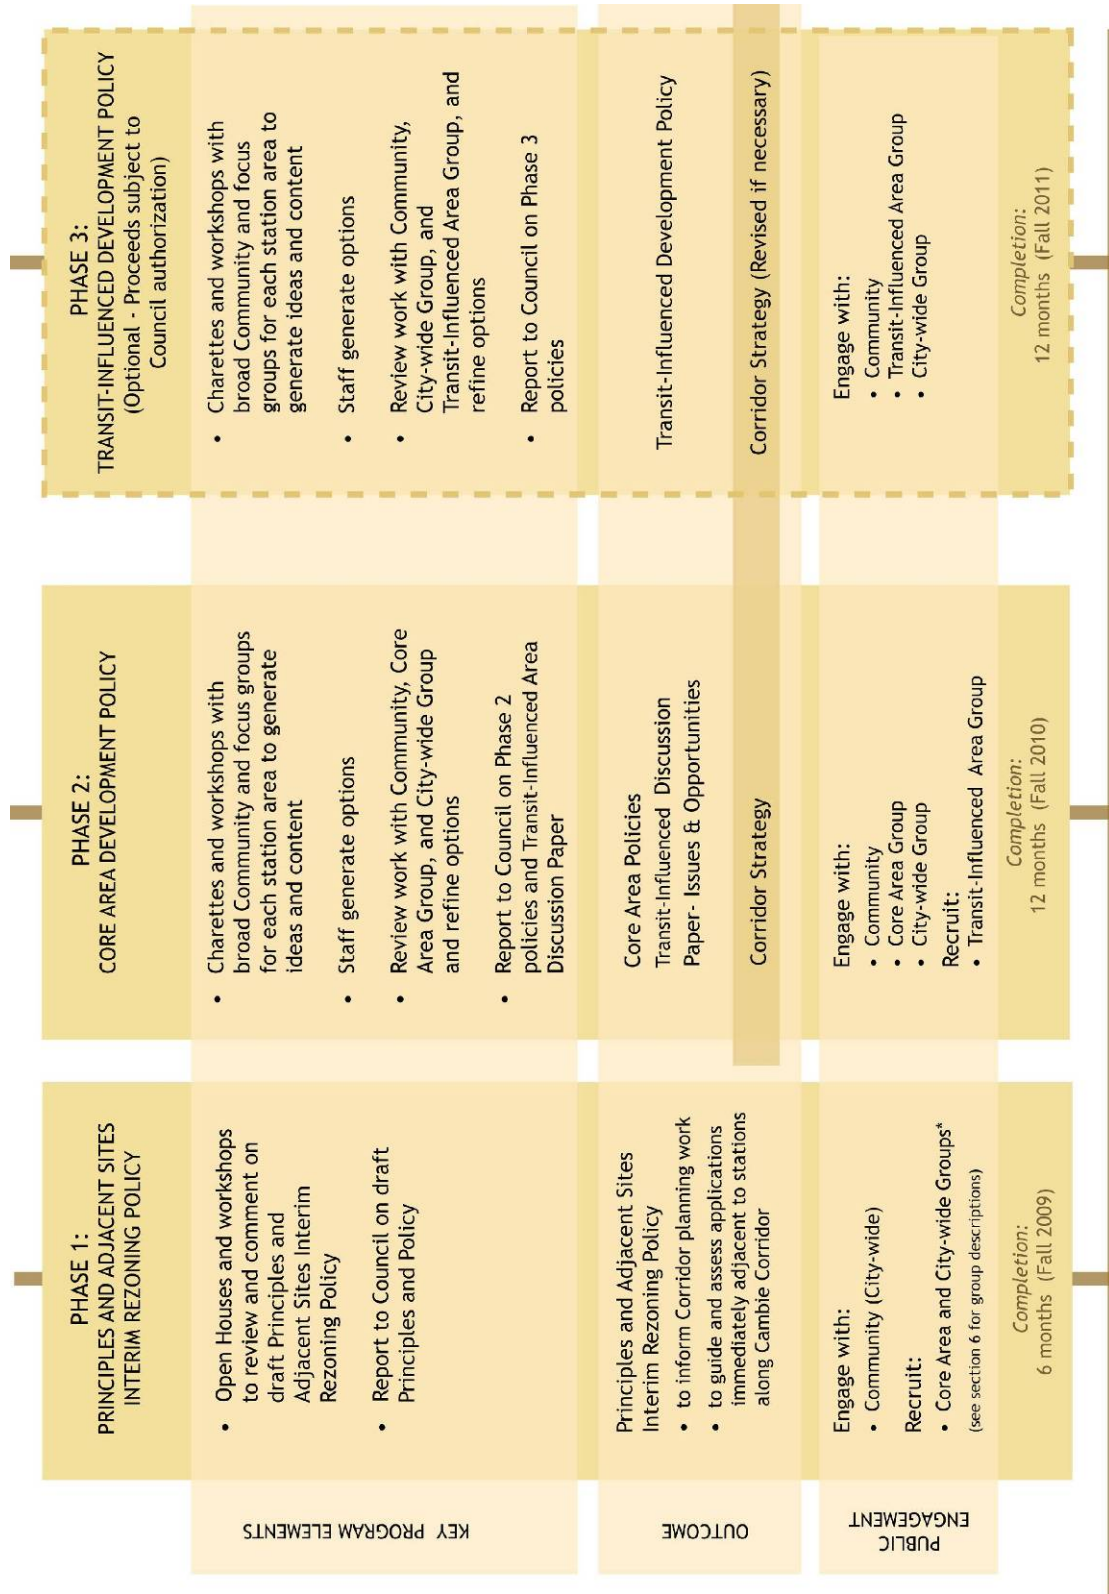 PHASE 1:
PRINCIPLES AND ADJACENT SITES
INTERIM REZONING POLICY
PHASE 2:
CORE AREA DEVELOPMENT POLICY
PHASE 3:
TRANSIT-INFLUENCED DEVELOPMENT POLICY
(Optional - Proceeds subject to
Council authorization)
KEY PROGRAM ELEMENTS
• Open Houses and workshops
to review and comment on
draft Principles and
Adjacent Sites Interim
Rezoning Policy
• Report to Council on draft
Principles and Policy
• Charettes and workshops with
broad Community and focus groups
for each station area to generate
ideas and content
• Staff generate options
• Review work with Community, Core
Area Group, and City-wide Group
and refine options
• Report to Council on Phase 2
policies and Transit-Influenced Area
Discussion Paper
• Charettes and workshops with
broad Community and focus
groups for each station area to
generate ideas and content
• Staff generate options
• Review work with Community,
City-wide Group, and
Transit-Influenced Area Group, and
refine options
• Report to Council on Phase 3
policies
OUTCOME
Principles and Adjacent Sites
Interim Rezoning Policy
• to inform Corridor planning work
• to guide and assess applications
immediately adjacent to stations
along Cambie Corridor
Core Area Policies
Transit-Influenced Discussion
Paper- Issues & Opportunities
Corridor Strategy
Transit-Influenced Development Policy
Corridor Strategy (Revised if necessary)
PUBLIC
ENGAGEMENT
Engage with:
• Community (City-wide)
Recruit:
• Core Area and City-wide Groups*
(see section 6 for group descriptions)
Engage with:
• Community
• Core Area Group
• City-wide Group
Recruit:
• Transit-Influenced Area Group
Engage with:
• Community
• Transit-Influenced Area Group
• City-wide Group
Completion:
6 months (Fall 2009)
Completion:
12 months (Fall 2010)
Completion:
12 months (Fall 2011)